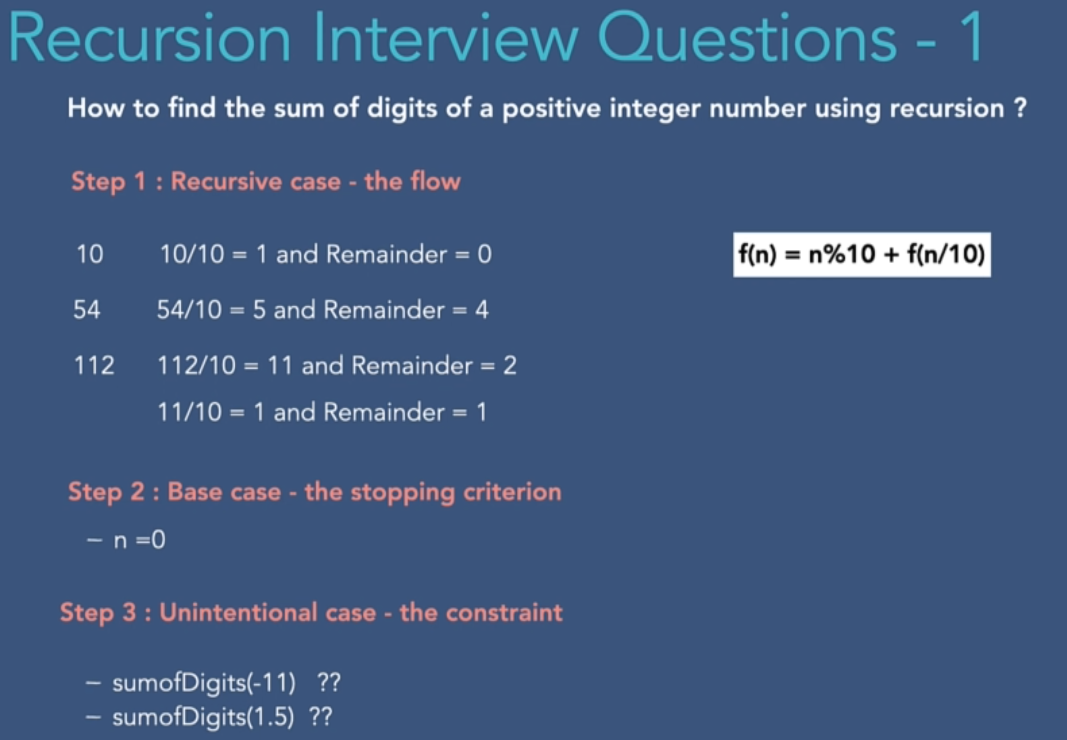 Recursion Interview Questions - 1
How to find the sum of digits of a positive integer number using recursion ?
Step 1 : Recursive case - the flow
10 10/10 = 1 and Remainder = 0
f(n) = n%10 + f(n/10)
54 54/10 = 5 and Remainder = 4
112 112/10 = 11 and Remainder = 2
11/10 = 1 and Remainder = 1
Step 2 : Base case - the stopping criterion
– n =0
Step 3 : Unintentional case - the constraint
– sumofDigits(-11) ??
– sumofDigits(1.5) ??